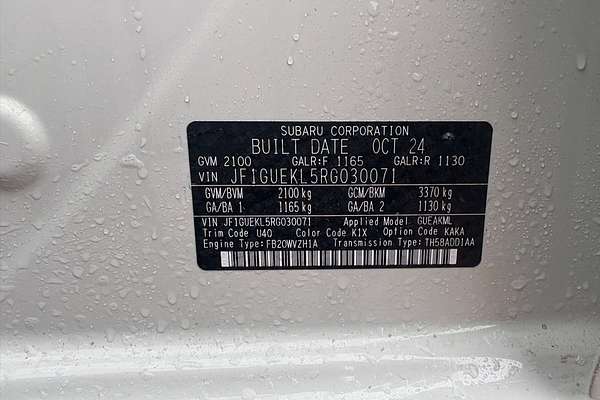 SUBARU CORPORATION
BUILT DATE OCT 24
GVM 2100 GALR:F 1165 GALR:R 1130
VIN JF1GUEKL5RG030071
GVM/BVM 2100 kg GCM/BKM 3370 kg
GA/BA 1 1165 kg GA/BA 2 1130 kg
VIN JF1GUEKL5RG030071 Applied Model GUEAKML
Trim Code U40 Color Code K1X Option Code KAKA
Engine Type:FB20WVZH1A Transmission Type:TH58ADD1AA